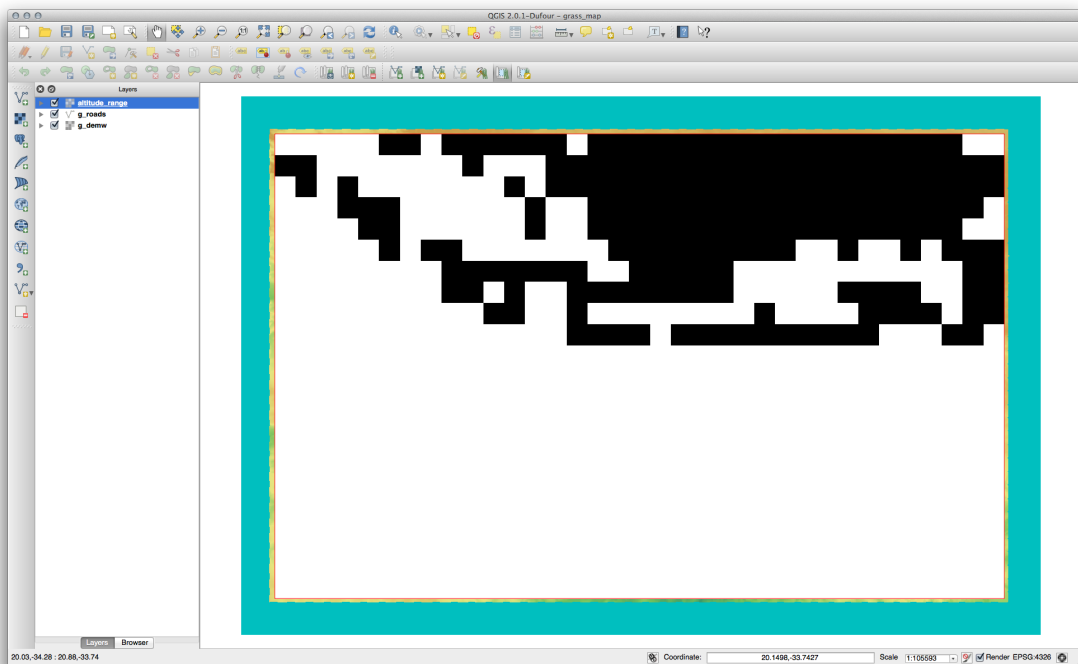 QGIS 2.0.1-Dufour - grass_map
Layers
altitude_range
g_roads
g_demw
Layers Browser
20.03,-34.28 : 20.88,-33.74 Coordinate: 20.1498,-33.7427 Scale 1:105593 Render EPSG:4326